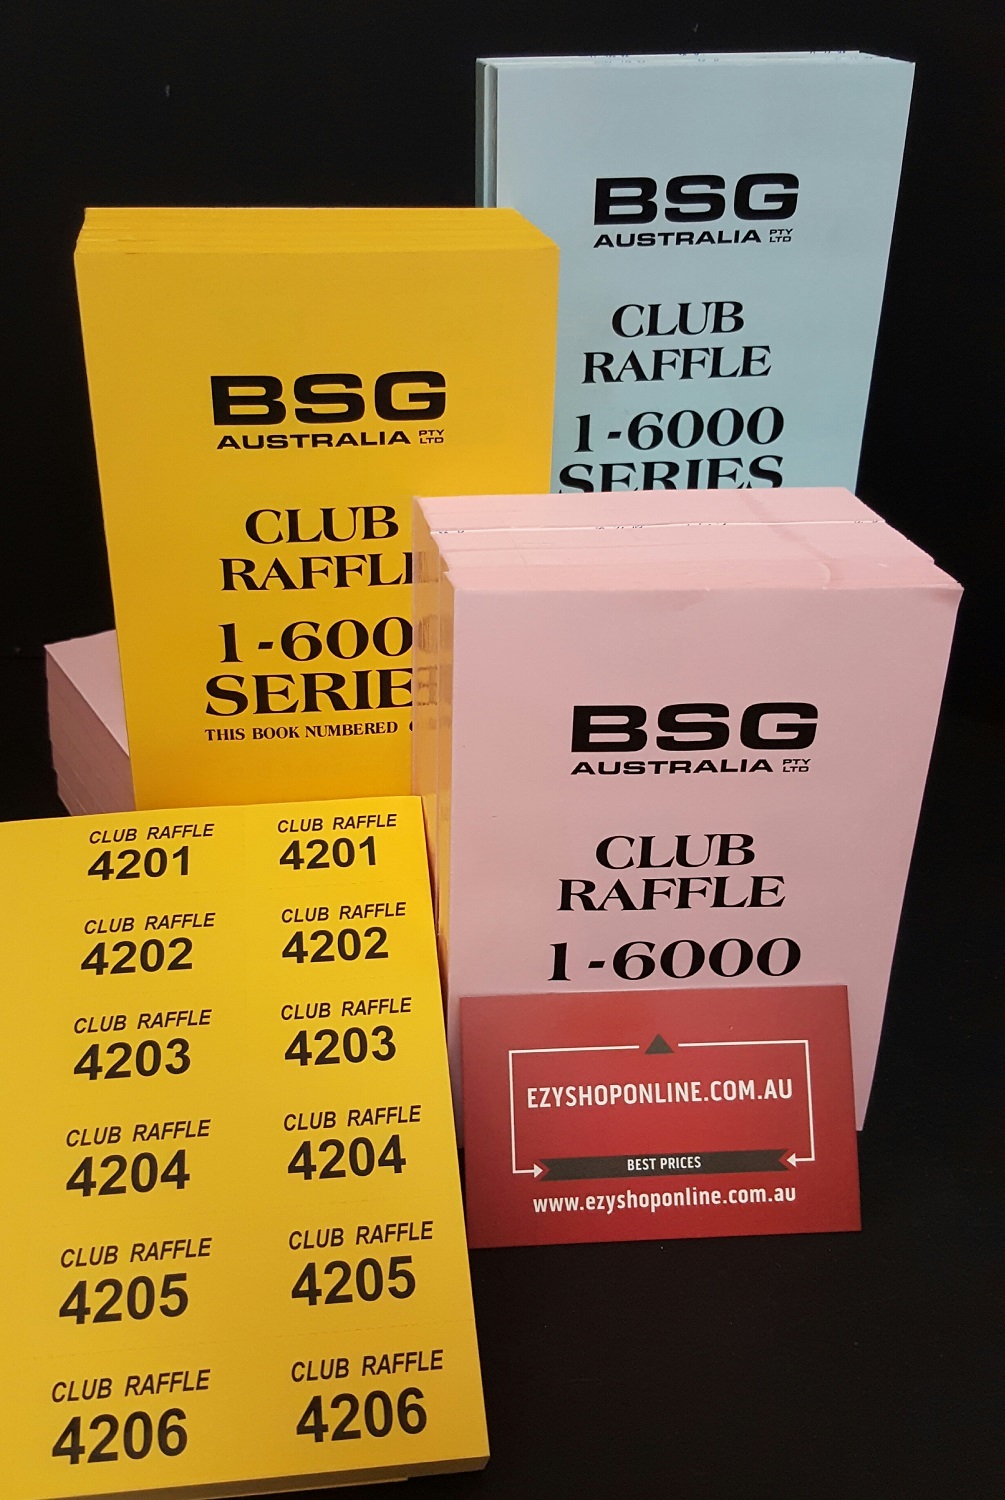 BSG
AUSTRALIA PTY LTD
CLUB
RAFFLE
1-6000
SERIES
BSG
AUSTRALIA PTY LTD
CLUB
1-600
THIS BOOK NUMBERED
BSG
AUSTRALIA PTY LTD
CLUB
RAFFLE
1-6000
CLUB RAFFLE
4201
CLUB RAFFLE
4201
CLUB RAFFLE
4202
CLUB RAFFLE
4202
CLUB RAFFLE
4203
CLUB RAFFLE
4203
CLUB RAFFLE
4204
CLUB RAFFLE
4204
CLUB RAFFLE
4205
CLUB RAFFLE
4205
CLUB RAFFLE
4206
CLUB RAFFLE
4206
EZYSHOPONLINE.COM.AU
BEST PRICES
www.ezyshoponline.com.au